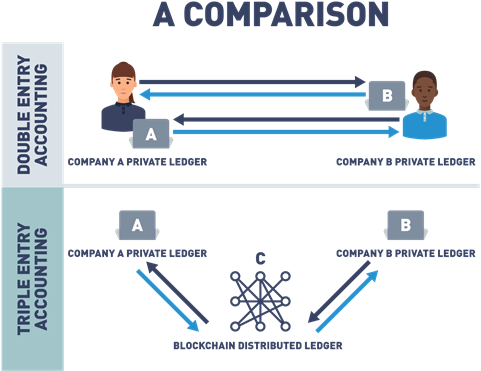 A COMPARISON
DOUBLE ENTRY
ACCOUNTING
B
A
COMPANY A PRIVATE LEDGER
COMPANY B PRIVATE LEDGER
TRIPLE ENTRY
ACCOUNTING
A
B
COMPANY A PRIVATE LEDGER
COMPANY B PRIVATE LEDGER
C
BLOCKCHAIN DISTRIBUTED LEDGER